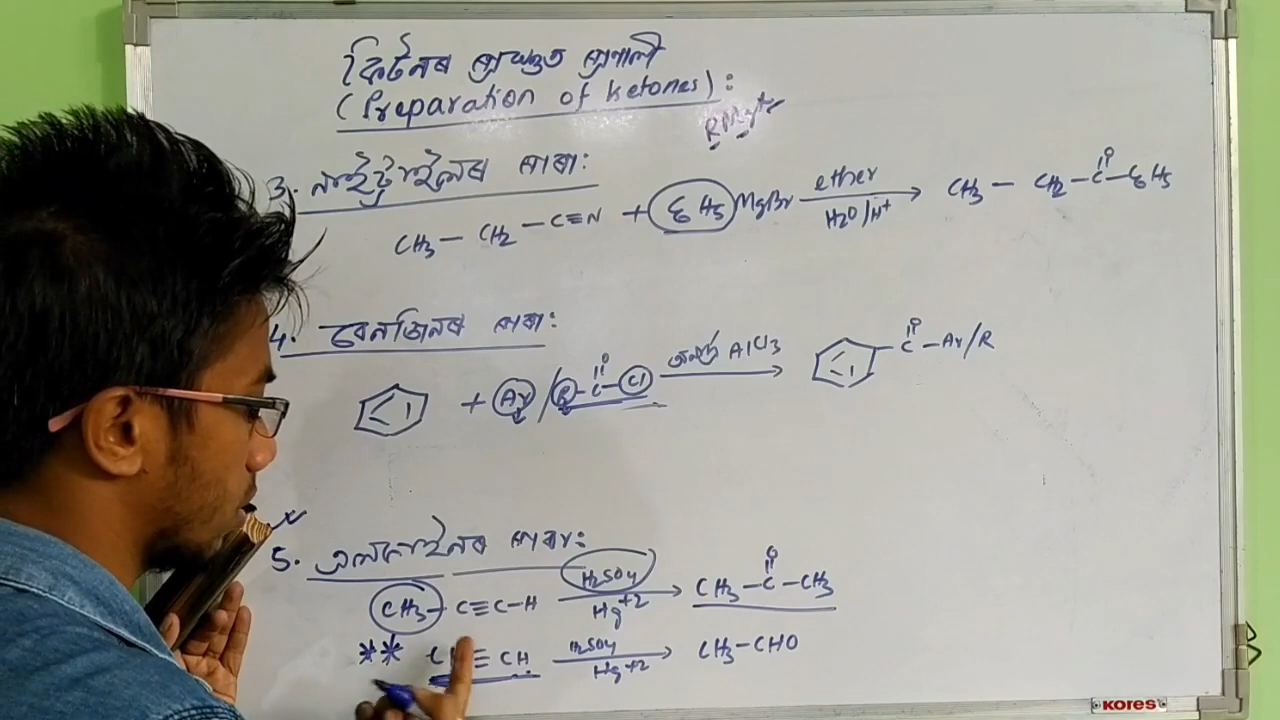 কিটনৰ প্ৰস্তুত প্ৰণালী
(Preparation of ketones):
RMgBr
3. নাইট্ৰাইলৰ পৰা:
CH₃— CH₂ —C≡N + C₆H₅MgBr ether H₂O/H⁺ → CH₃— CH₂—C(=O)—C₆H₅
4. বেনজিনৰ পৰা:
+ Ar/R—C(=O)—Cl অনাৰ্দ্ৰ AlCl₃ → C(=O)—Ar/R
5. এলকাইনৰ পৰা:
CH₃—C≡C—H H₂SO₄ Hg⁺² → CH₃—C(=O)—CH₃
** CH≡CH H₂SO₄ Hg⁺² → CH₃—CHO
KORES